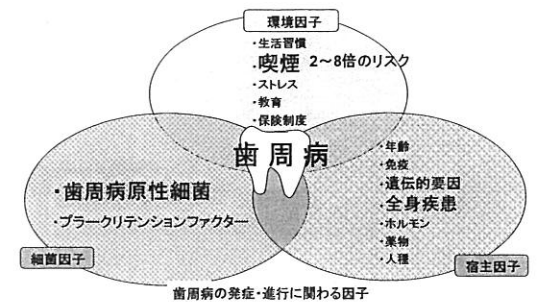 環境因子
・生活習慣
・喫煙 2〜8倍のリスク
・ストレス
・教育
・保険制度
歯周病
・歯周病原性細菌
・プラークリテンションファクター
細菌因子
・年齢
・免疫
・遺伝的要因
・全身疾患
・ホルモン
・薬物
・人種
宿主因子
歯周病の発症・進行に関わる因子